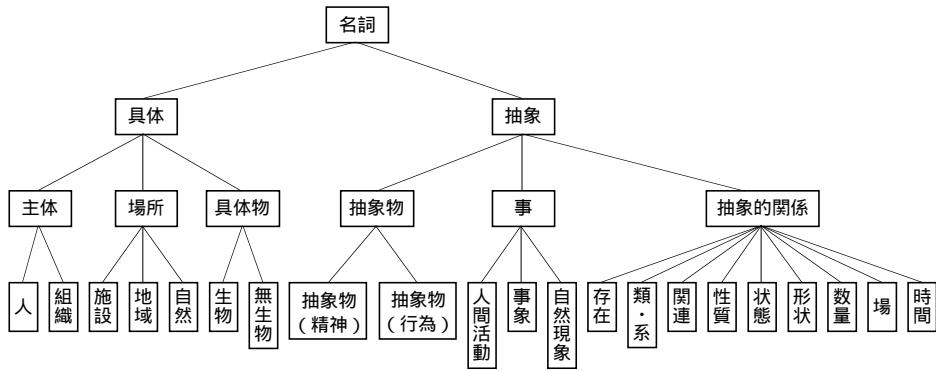 名詞
具体
抽象
主体
場所
具体物
抽象物
事
抽象的関係
人
組織
施設
地域
自然
生物
無生物
抽象物
（精神）
抽象物
（行為）
人間活動
事象
自然現象
存在
類・系
関連
性質
状態
形状
数量
場
時間